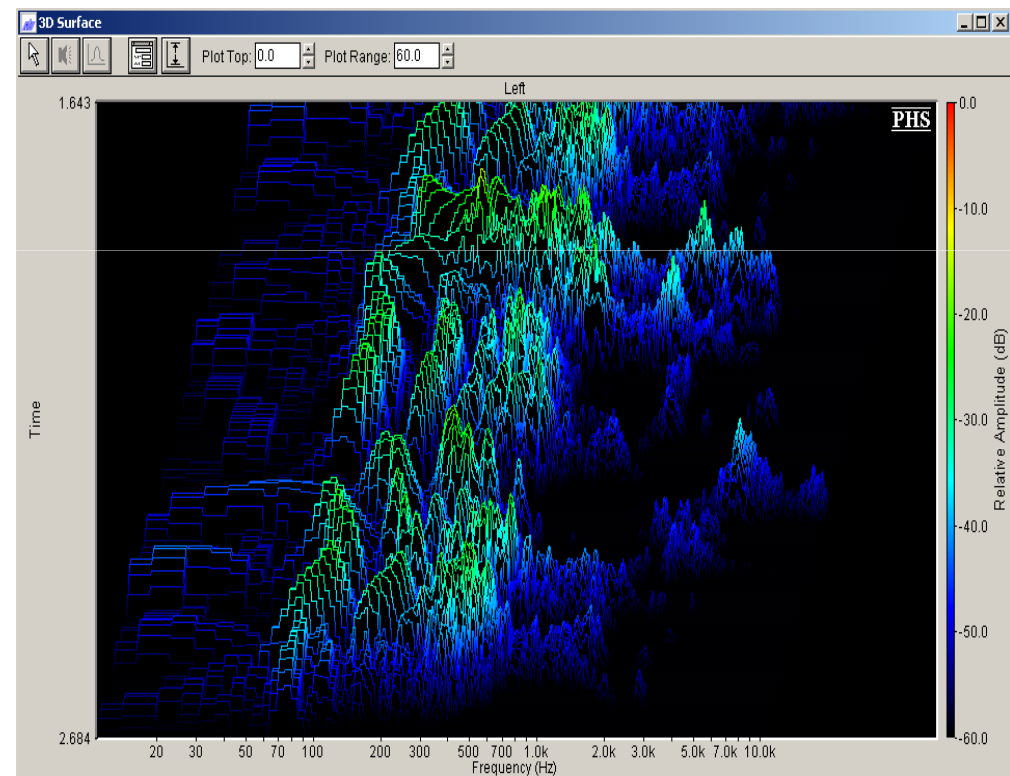 3D Surface
Plot Top: 0.0 Plot Range: 60.0
Left
1.643
PHS
0.0
-10.0
-20.0
-30.0
-40.0
-50.0
-60.0
Relative Amplitude (dB)
Time
2.684
20 30 50 70 100 200 300 500 700 1.0k 2.0k 3.0k 5.0k 7.0k 10.0k
Frequency (Hz)